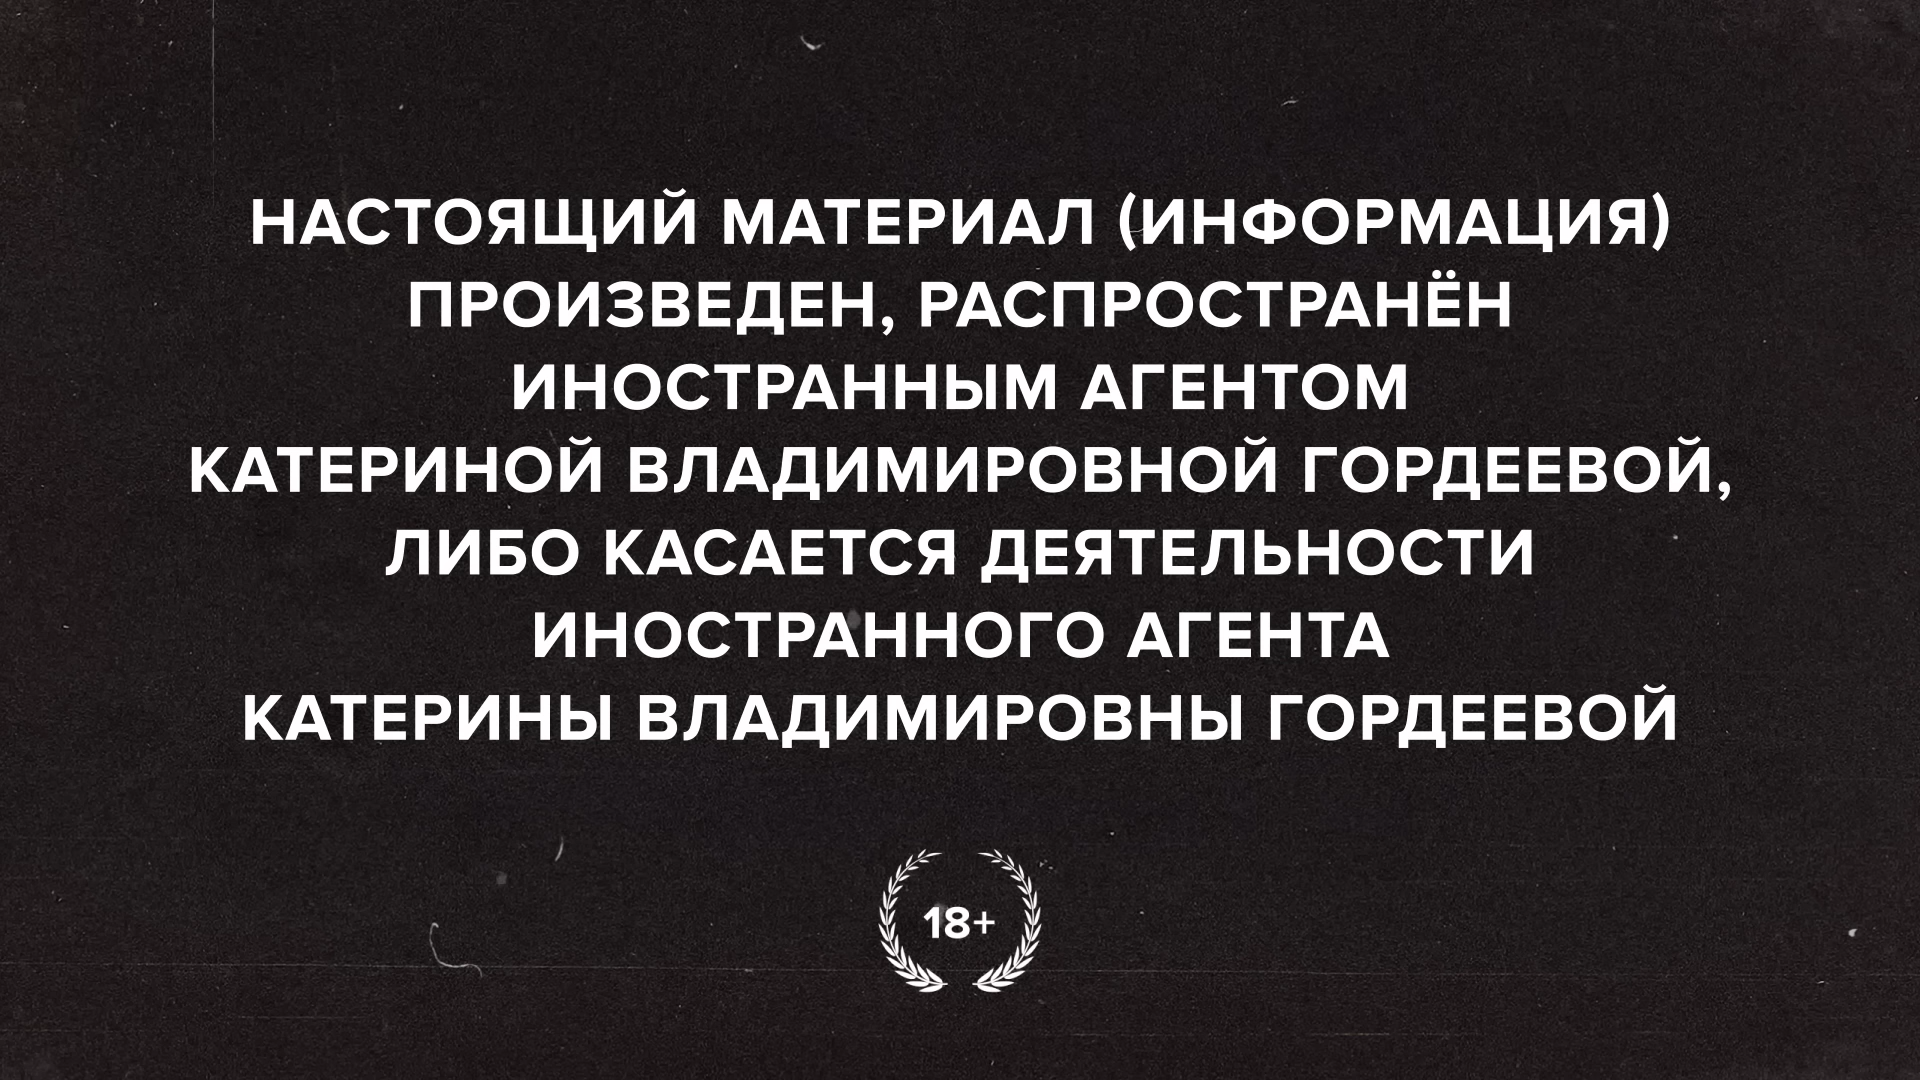 НАСТОЯЩИЙ МАТЕРИАЛ (ИНФОРМАЦИЯ)
ПРОИЗВЕДЕН, РАСПРОСТРАНЁН
ИНОСТРАННЫМ АГЕНТОМ
КАТЕРИНОЙ ВЛАДИМИРОВНОЙ ГОРДЕЕВОЙ,
ЛИБО КАСАЕТСЯ ДЕЯТЕЛЬНОСТИ
ИНОСТРАННОГО АГЕНТА
КАТЕРИНЫ ВЛАДИМИРОВНЫ ГОРДЕЕВОЙ
18+